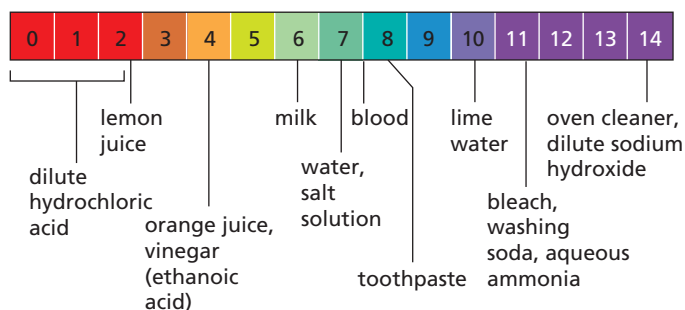 0 1 2 3 4 5 6 7 8 9 10 11 12 13 14
lemon
juice
milk
blood
lime
water
oven cleaner,
dilute sodium
hydroxide
dilute
hydrochloric
acid
water,
salt
solution
orange juice,
vinegar
(ethanoic
acid)
bleach,
washing
soda, aqueous
ammonia
toothpaste